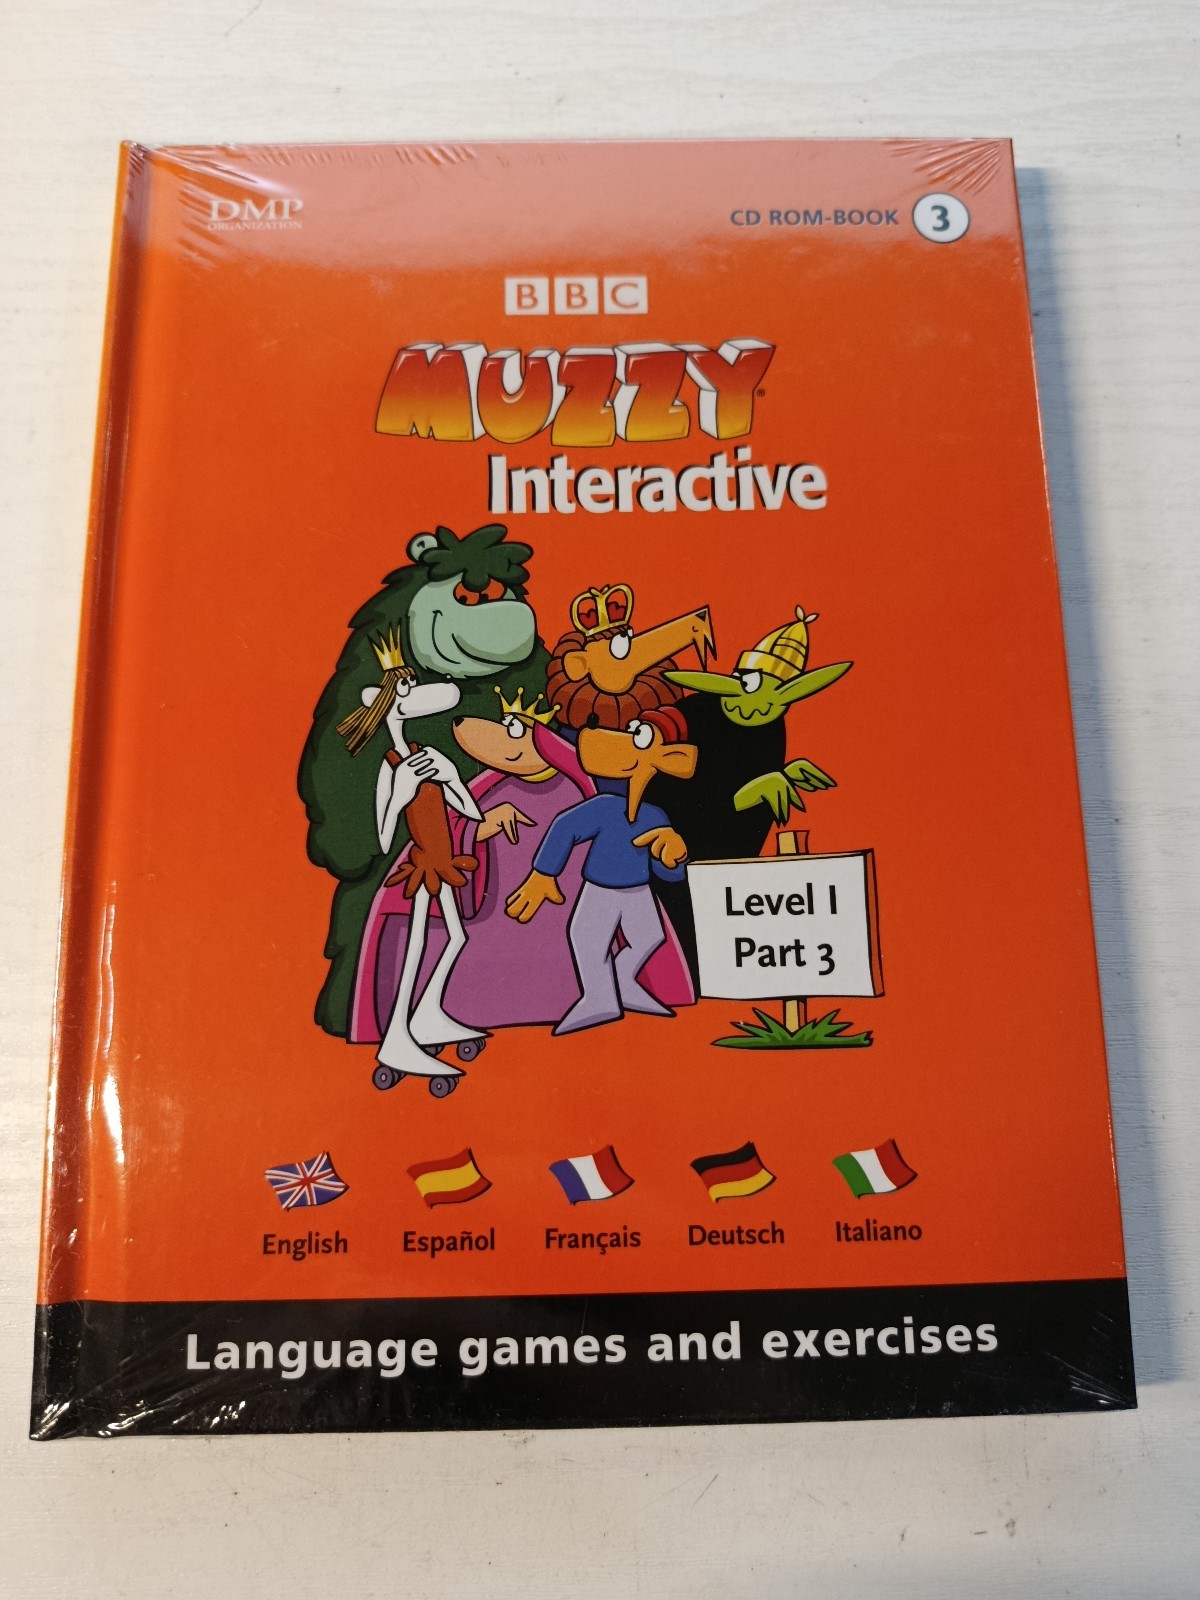 DMP
ORGANIZATION
CD ROM-BOOK 3
BBC
MUZZY®
Interactive
Level 1
Part 3
English Español Français Deutsch Italiano
Language games and exercises